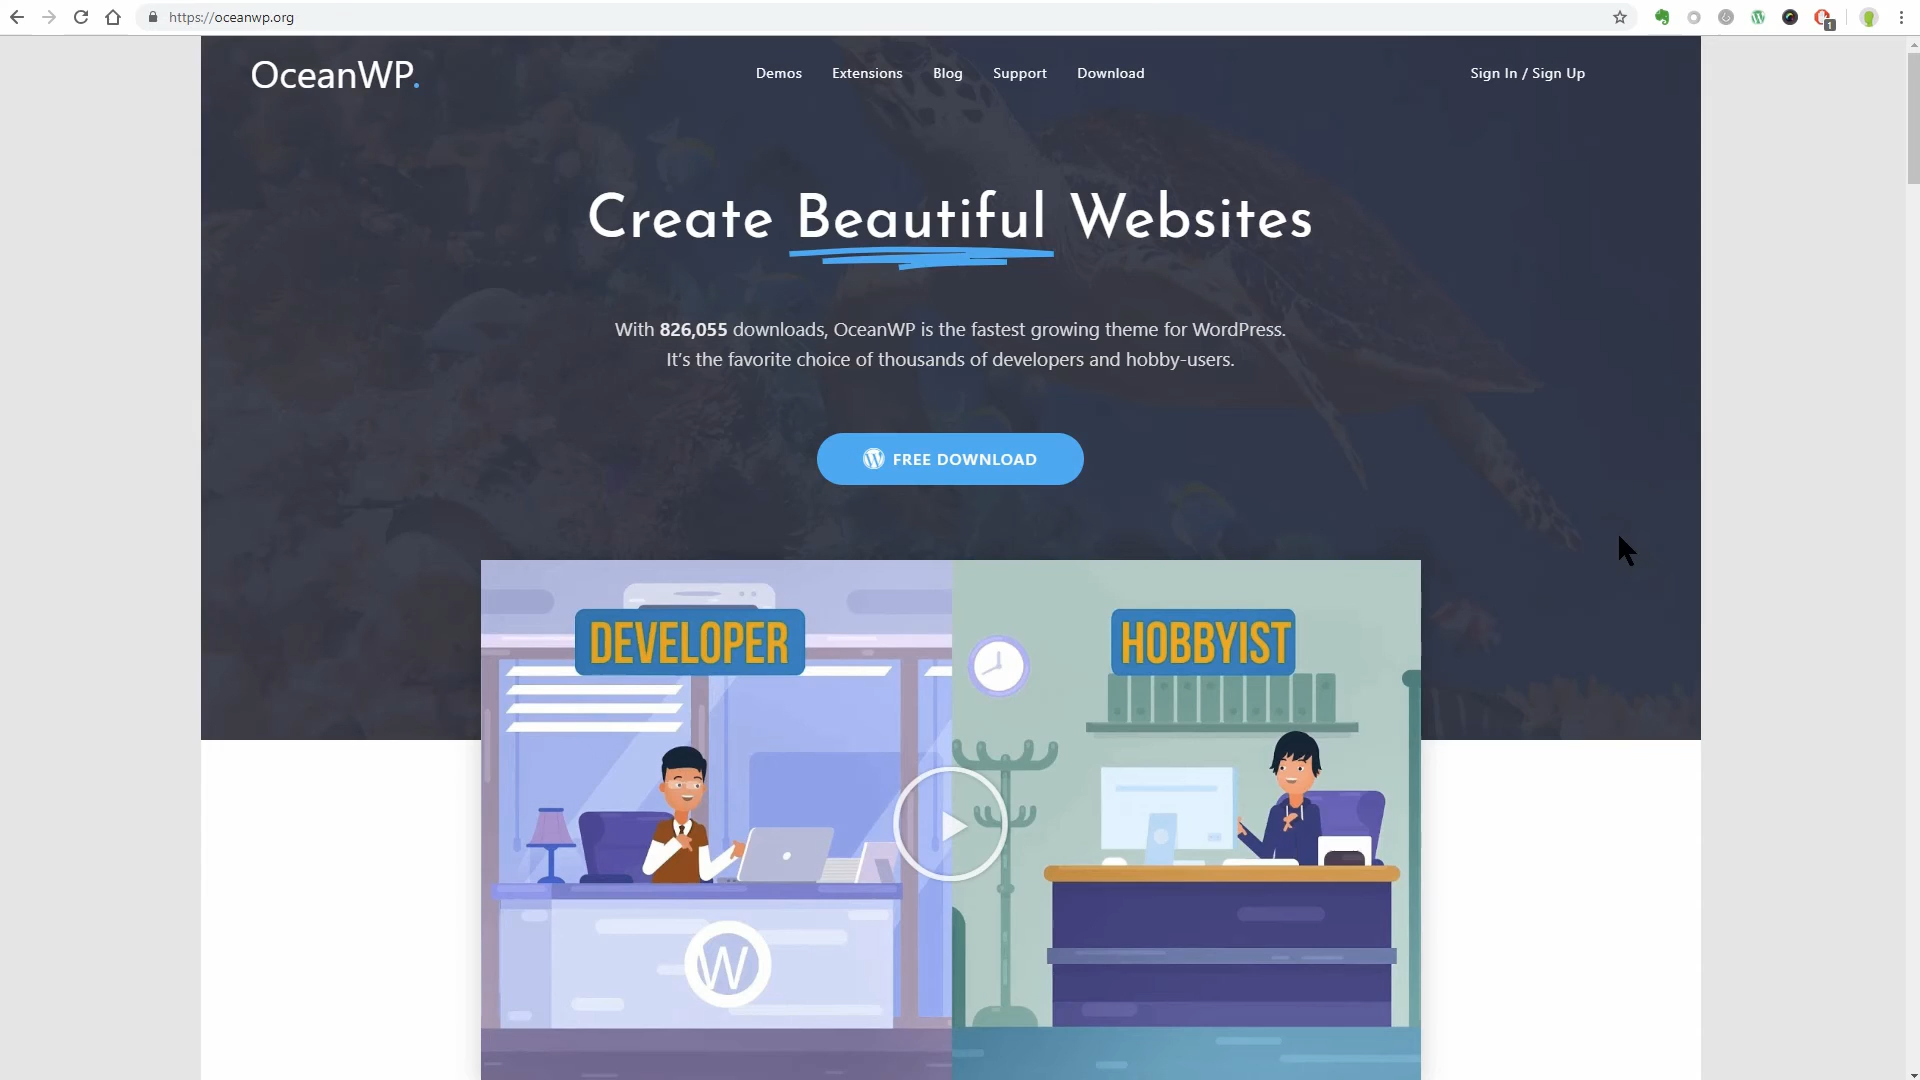 https://oceanwp.org
1
OceanWP.
Demos
Extensions
Blog
Support
Download
Sign In / Sign Up
Create Beautiful Websites
With 826,055 downloads, OceanWP is the fastest growing theme for WordPress.
It's the favorite choice of thousands of developers and hobby-users.
FREE DOWNLOAD
DEVELOPER
HOBBYIST
W